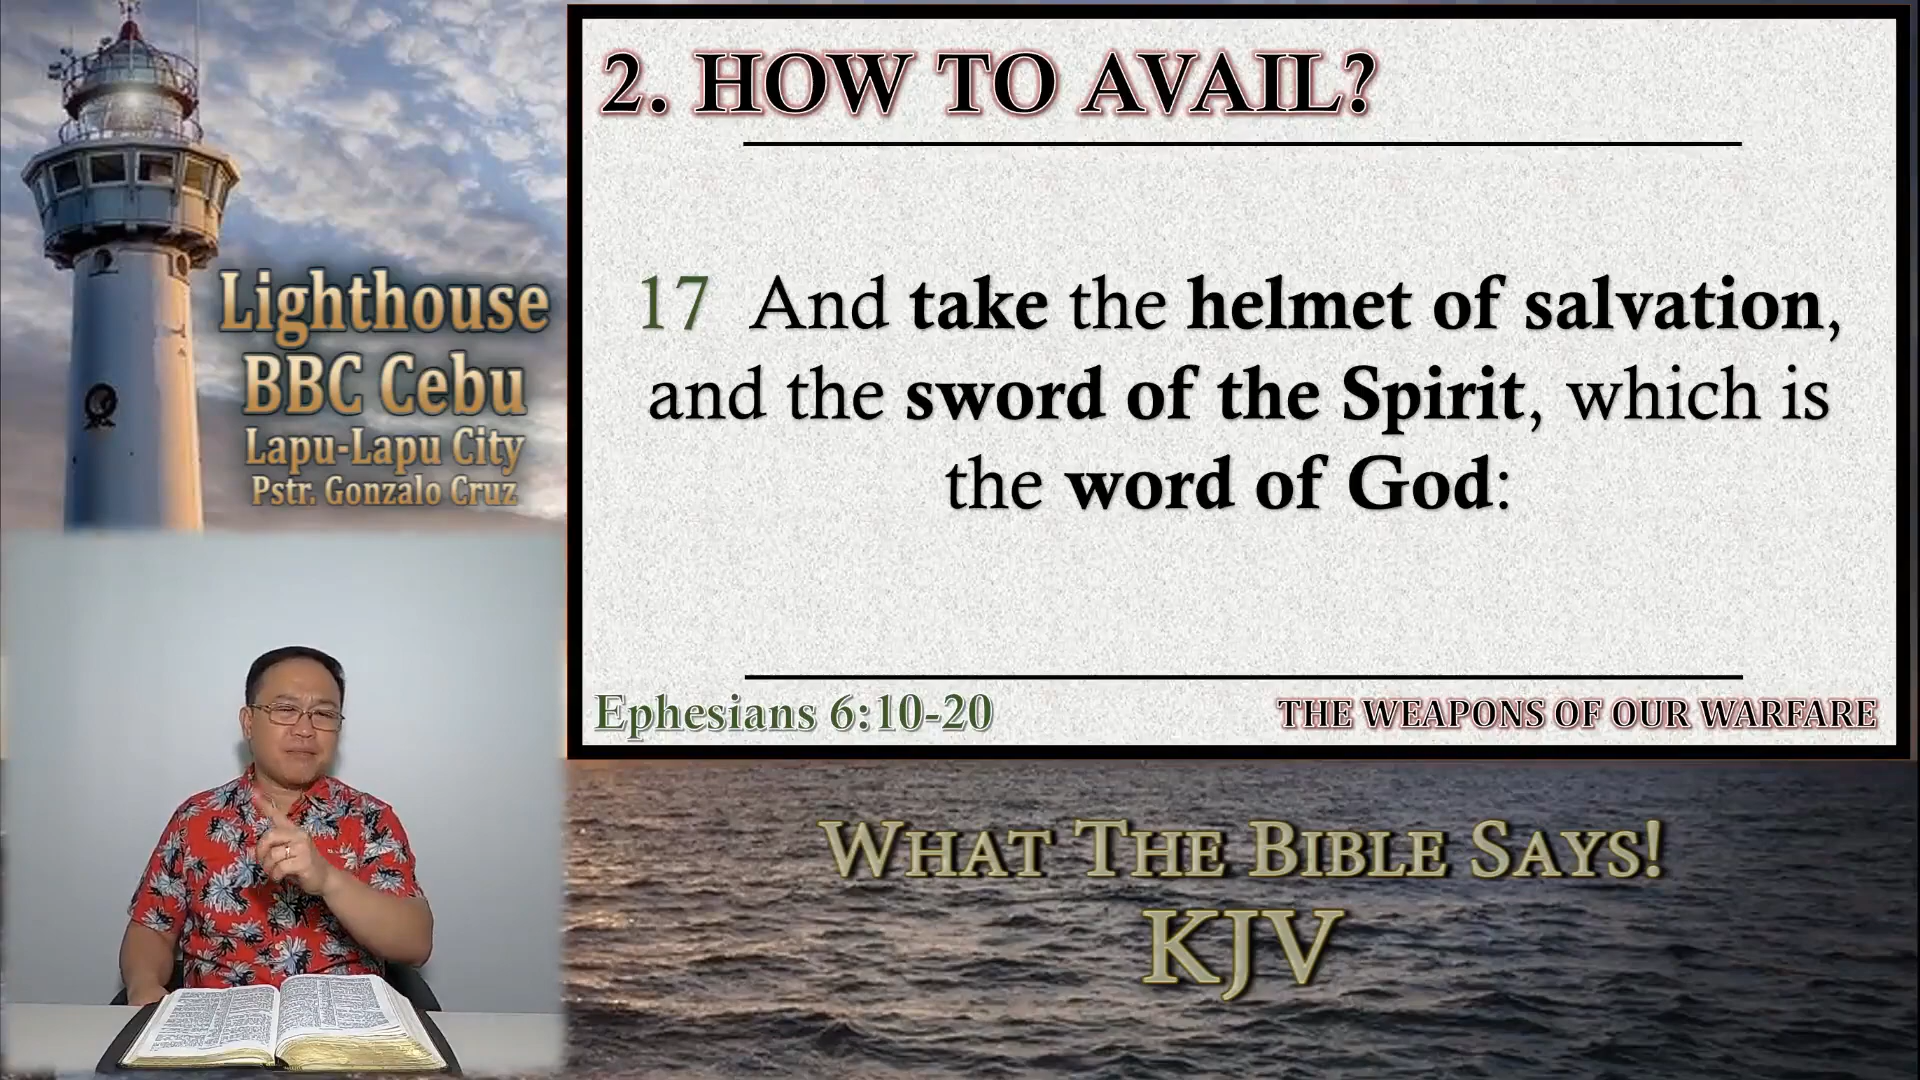 2. HOW TO AVAIL?
17 And take the helmet of salvation,
and the sword of the Spirit, which is
the word of God:
Ephesians 6:10-20
THE WEAPONS OF OUR WARFARE
Lighthouse
BBC Cebu
Lapu-Lapu City
Pstr. Gonzalo Cruz
WHAT THE BIBLE SAYS!
KJV